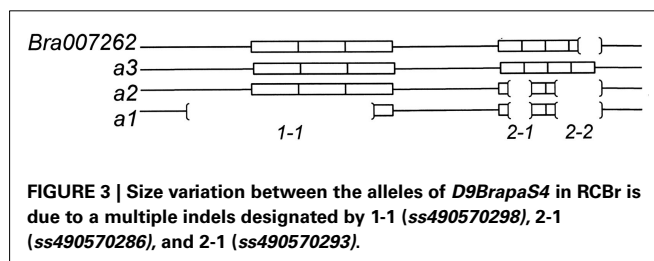 Bra007262
a3
a2
a1
1-1
2-1
2-2
FIGURE 3 | Size variation between the alleles of D9BrapaS4 in RCBr is
due to a multiple indels designated by 1-1 (ss490570298), 2-1
(ss490570286), and 2-1 (ss490570293).